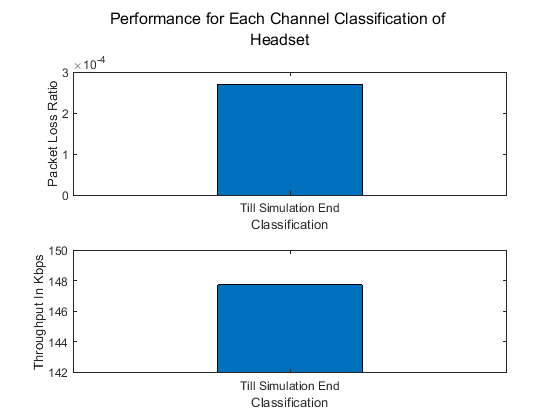 Performance for Each Channel Classification of
Headset
×10^-4
3
2
1
0
Packet Loss Ratio
Till Simulation End
Classification
150
148
146
144
142
Throughput In Kbps
Till Simulation End
Classification